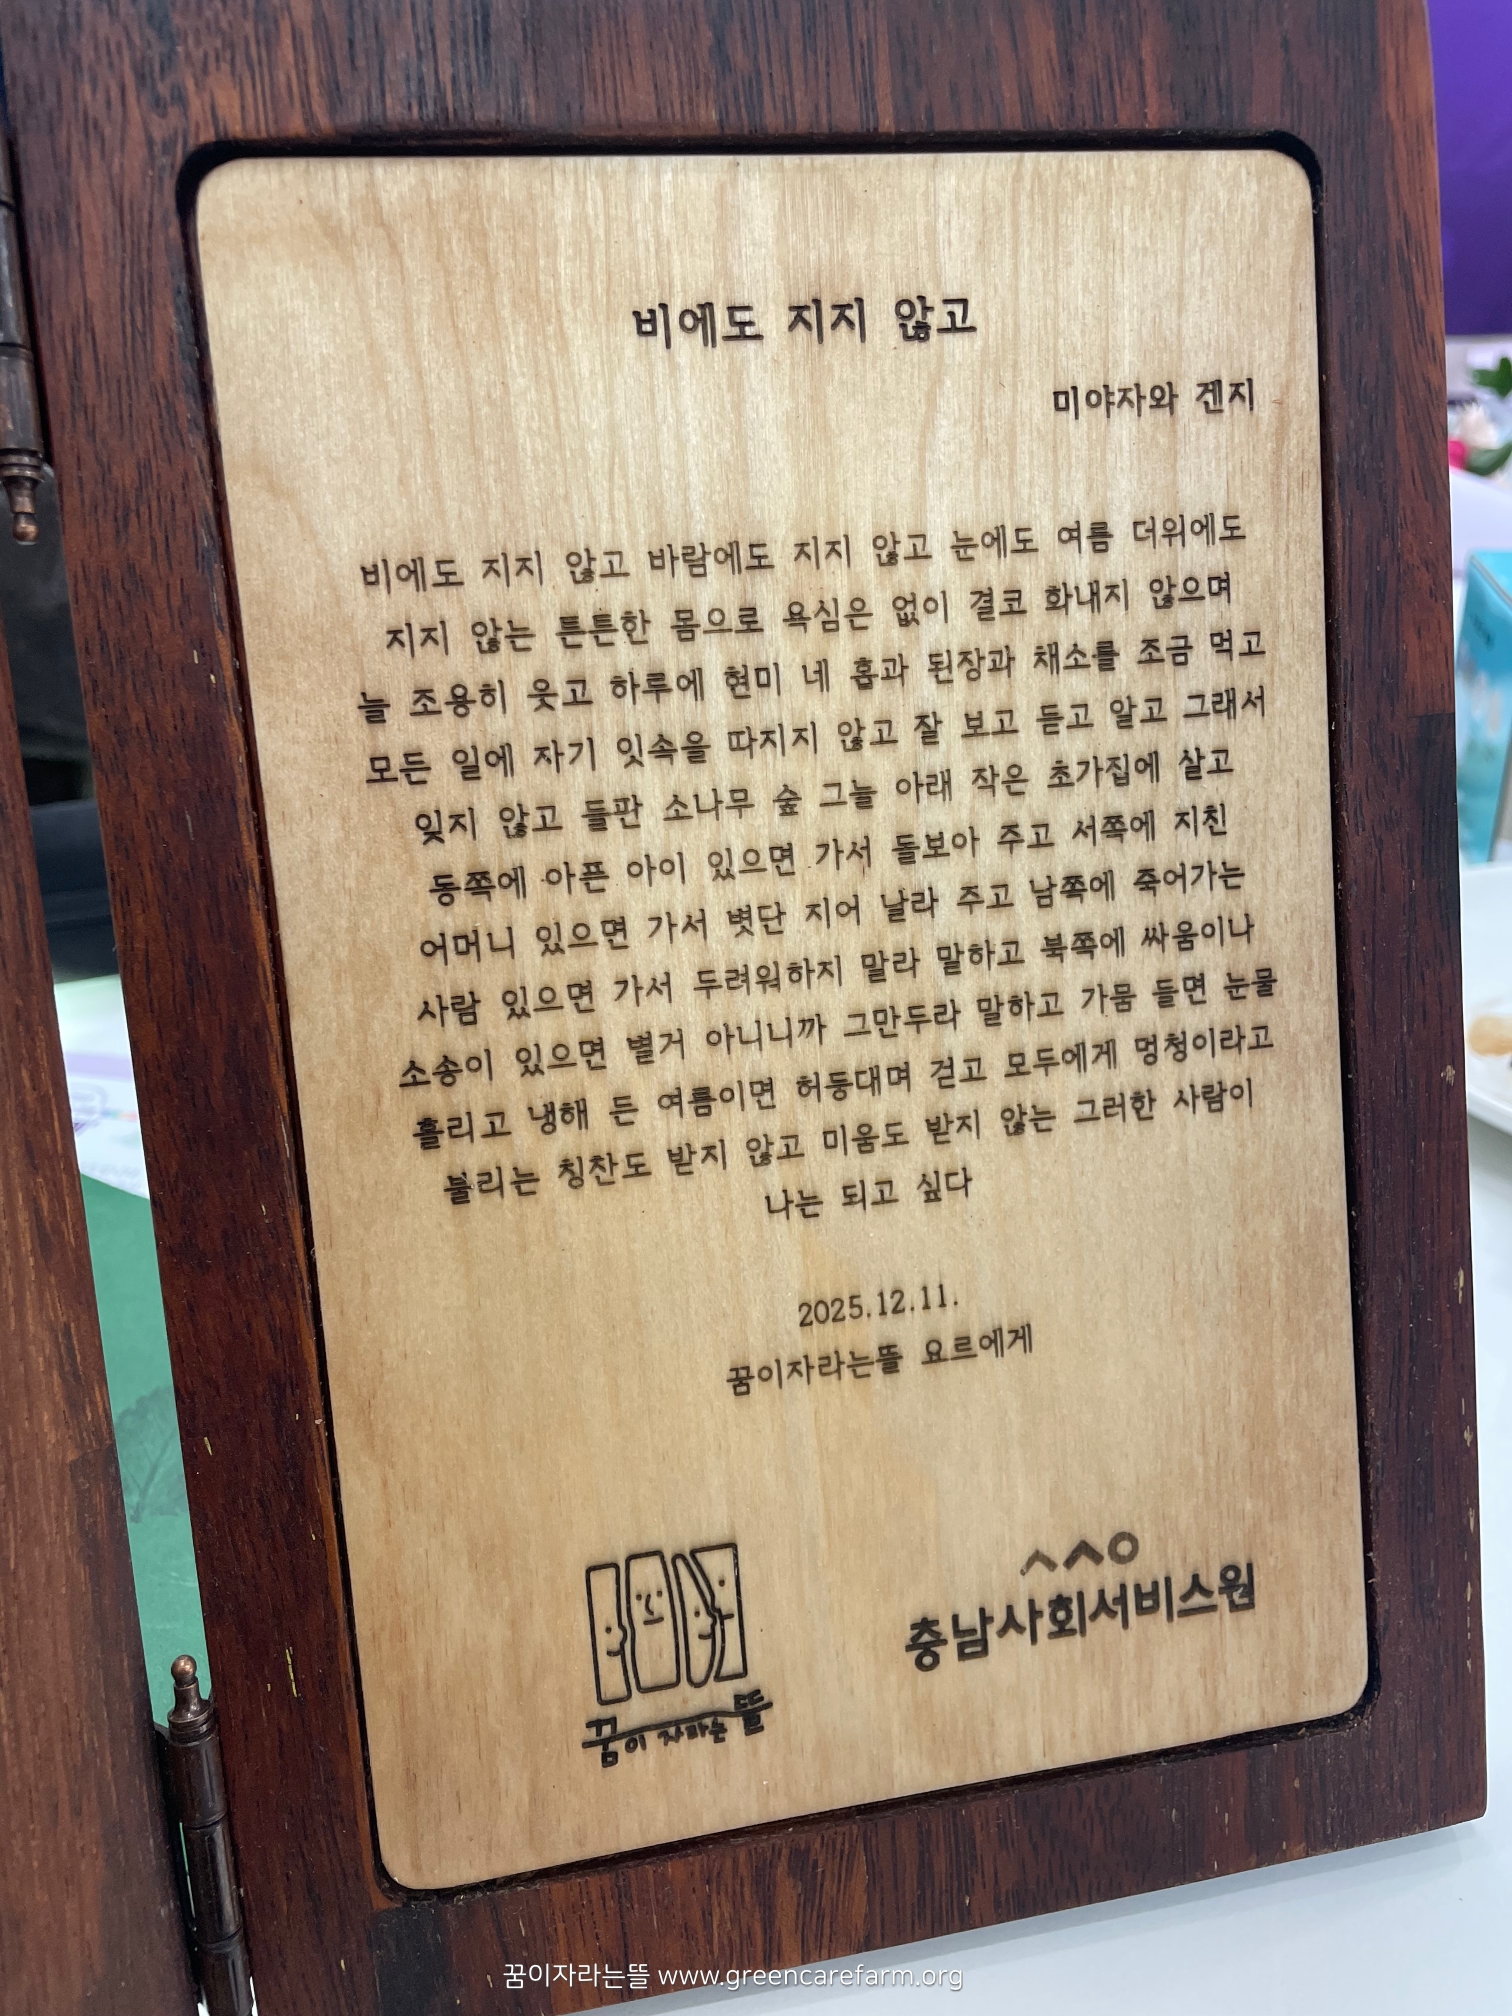 비에도 지지 않고
미야자와 겐지
비에도 지지 않고 바람에도 지지 않고 눈에도 여름 더위에도
지지 않는 튼튼한 몸으로 욕심은 없이 결코 화내지 않으며
늘 조용히 웃고 하루에 현미 네 홉과 된장과 채소를 조금 먹고
모든 일에 자기 잇속을 따지지 않고 잘 보고 듣고 알고 그래서
잊지 않고 들판 소나무 숲 그늘 아래 작은 초가집에 살고
동쪽에 아픈 아이 있으면 가서 돌보아 주고 서쪽에 지친
어머니 있으면 가서 볏단 지어 날라 주고 남쪽에 죽어가는
사람 있으면 가서 두려워하지 말라 말하고 북쪽에 싸움이나
소송이 있으면 별거 아니니까 그만두라 말하고 가뭄 들면 눈물
흘리고 냉해 든 여름이면 허둥대며 걷고 모두에게 멍청이라고
불리는 칭찬도 받지 않고 미움도 받지 않는 그러한 사람이
나는 되고 싶다
2025.12.11.
꿈이자라는뜰 요르에게
꿈이 자라는 뜰
충남사회서비스원
꿈이자라는뜰 www.greencarefarm.org